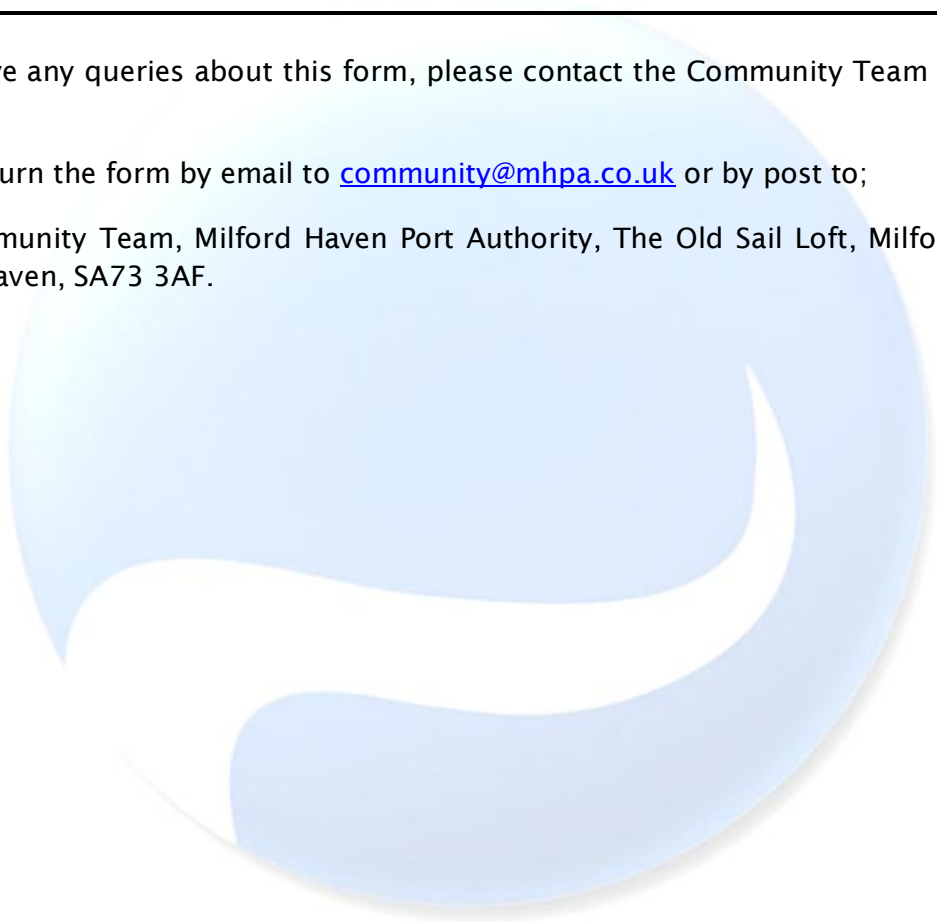 ve any queries about this form, please contact the Community Team
urn the form by email to community@mhpa.co.uk or by post to;
munity Team, Milford Haven Port Authority, The Old Sail Loft, Milfo
aven, SA73 3AF.